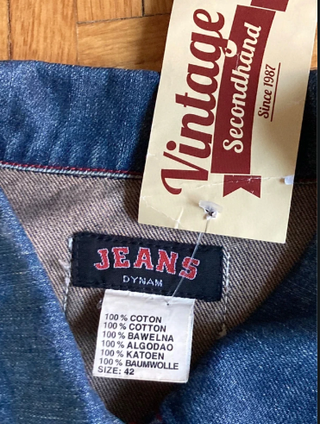 Vintage
Secondhand
Since 1987
JEANS
DYNAM
100 % COTON
100 % COTTON
100 % BAWELNA
100 % ALGODAO
100 % KATOEN
100 % BAUMWOLLE
SIZE: 42